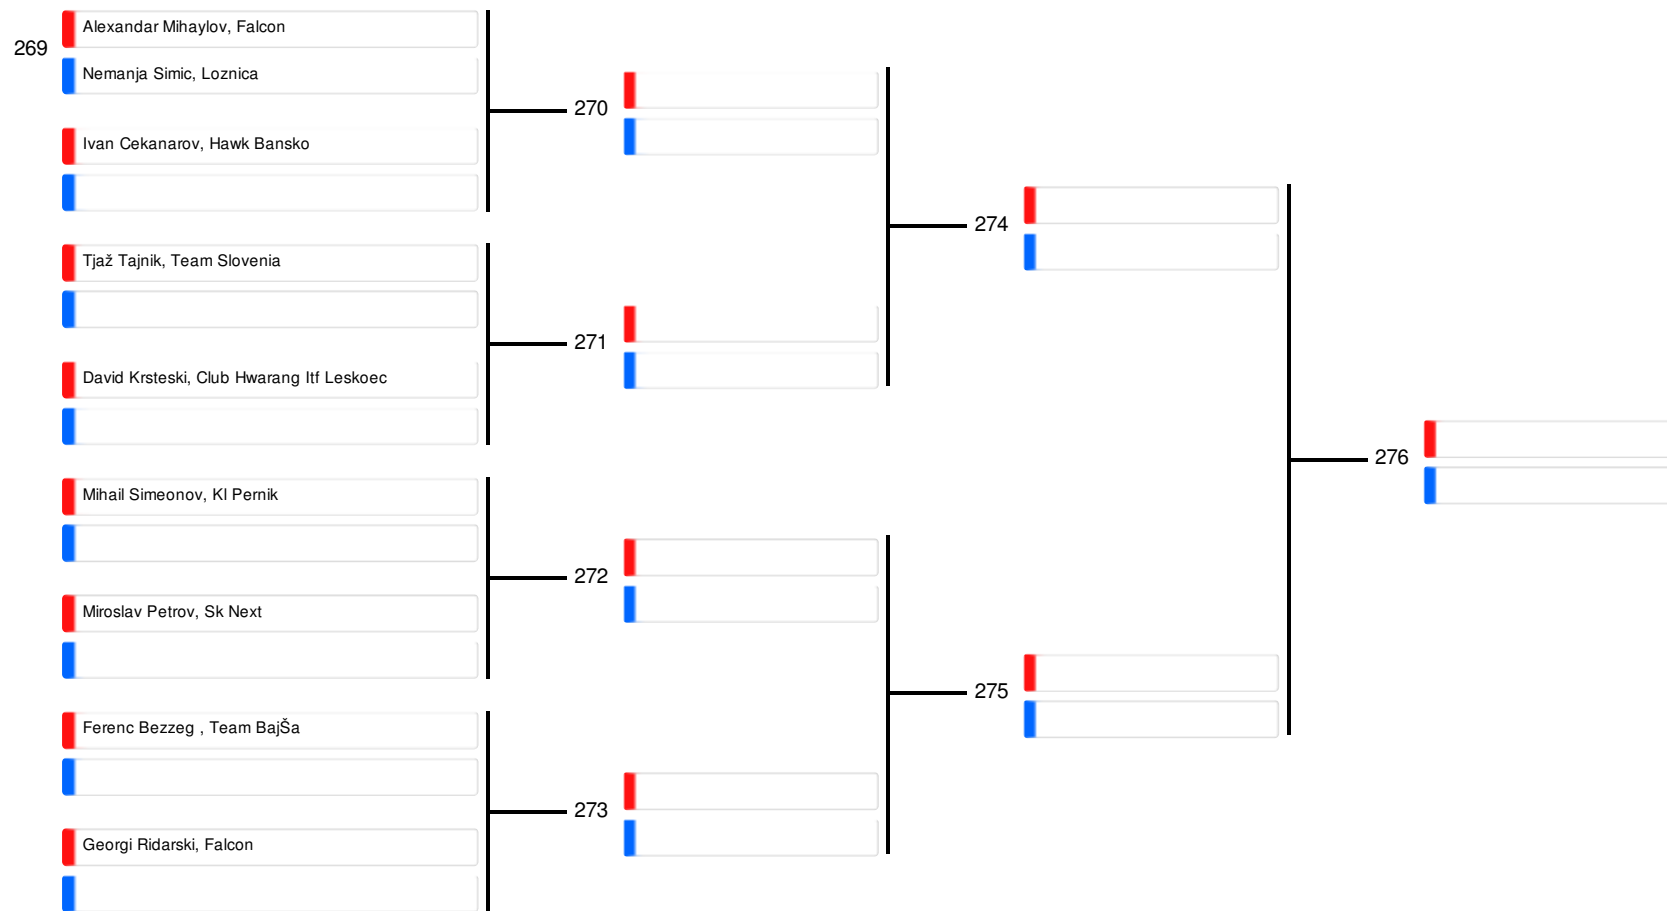 Alexandar Mihaylov, Falcon
269
Nemanja Simic, Loznica
270
Ivan Cekanarov, Hawk Bansko
274
Tjaž Tajnik, Team Slovenia
271
David Krsteski, Club Hwarang Itf Leskoec
276
Mihail Simeonov, Kl Pernik
272
Miroslav Petrov, Sk Next
275
Ferenc Bezzeg , Team BajŠa
273
Georgi Ridarski, Falcon